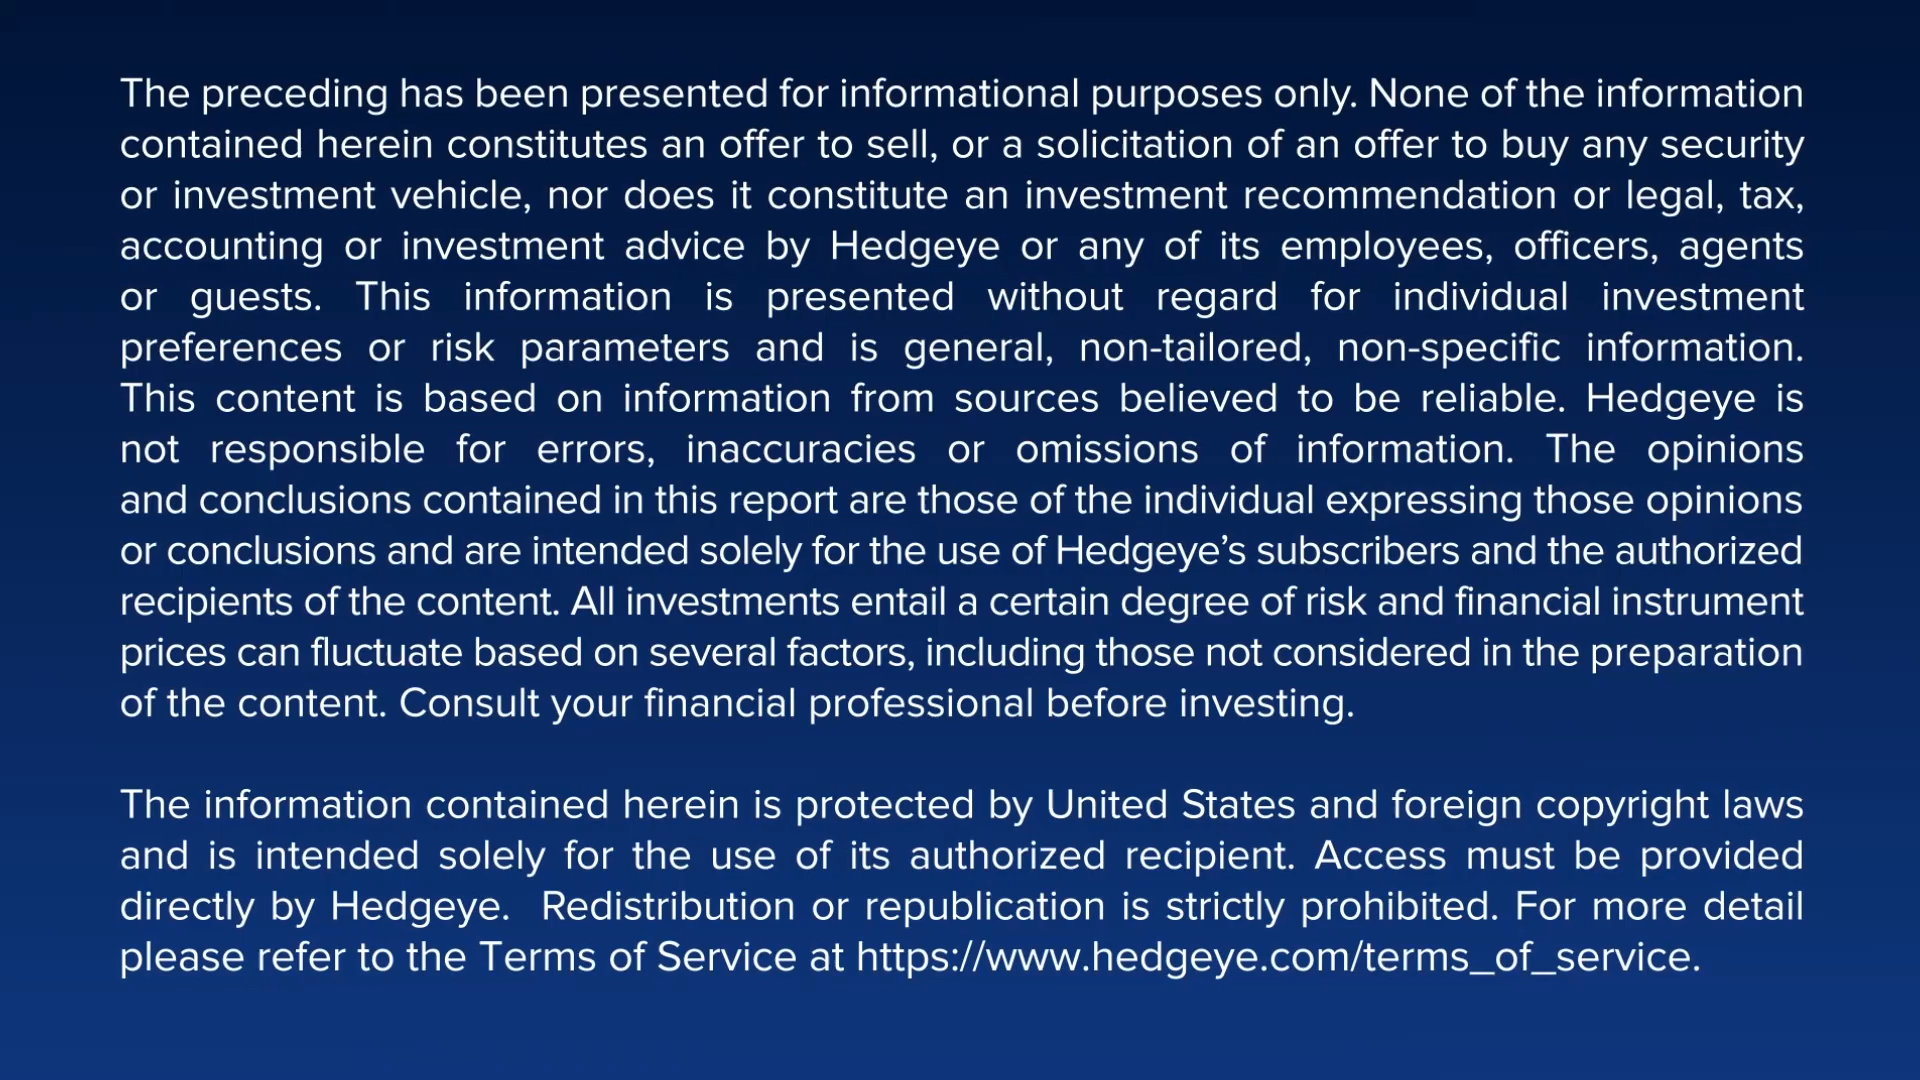 The preceding has been presented for informational purposes only. None of the information
contained herein constitutes an offer to sell, or a solicitation of an offer to buy any security
or investment vehicle, nor does it constitute an investment recommendation or legal, tax,
accounting or investment advice by Hedgeye or any of its employees, officers, agents
or guests. This information is presented without regard for individual investment
preferences or risk parameters and is general, non-tailored, non-specific information.
This content is based on information from sources believed to be reliable. Hedgeye is
not responsible for errors, inaccuracies or omissions of information. The opinions
and conclusions contained in this report are those of the individual expressing those opinions
or conclusions and are intended solely for the use of Hedgeye’s subscribers and the authorized
recipients of the content. All investments entail a certain degree of risk and financial instrument
prices can fluctuate based on several factors, including those not considered in the preparation
of the content. Consult your financial professional before investing.
The information contained herein is protected by United States and foreign copyright laws
and is intended solely for the use of its authorized recipient. Access must be provided
directly by Hedgeye.  Redistribution or republication is strictly prohibited. For more detail
please refer to the Terms of Service at https://www.hedgeye.com/terms_of_service.